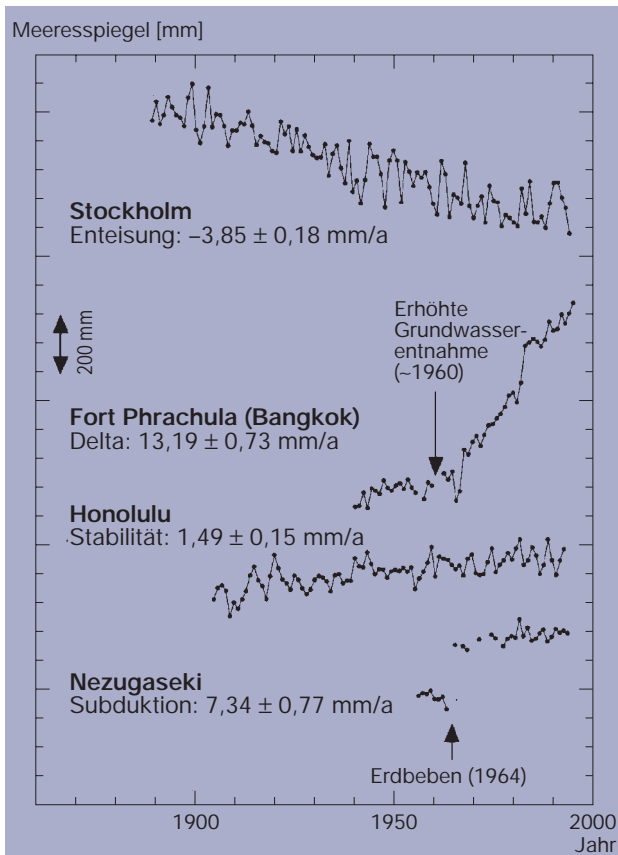 Meeresspiegel [mm]
Stockholm
Enteisung: –3,85 ± 0,18 mm/a
200 mm
Erhöhte
Grundwasser-
entnahme
(~1960)
Fort Phrachula (Bangkok)
Delta: 13,19 ± 0,73 mm/a
Honolulu
Stabilität: 1,49 ± 0,15 mm/a
Nezugaseki
Subduktion: 7,34 ± 0,77 mm/a
Erdbeben (1964)
1900 1950 2000
Jahr